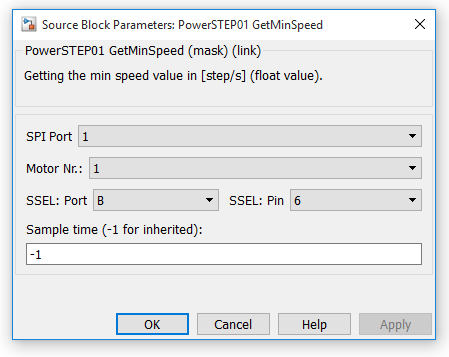 Source Block Parameters: PowerSTEP01 GetMinSpeed
PowerSTEP01 GetMinSpeed (mask) (link)
Getting the min speed value in [step/s] (float value).
SPI Port 1
Motor Nr.: 1
SSEL: Port B SSEL: Pin 6
Sample time (-1 for inherited):
-1
OK Cancel Help Apply